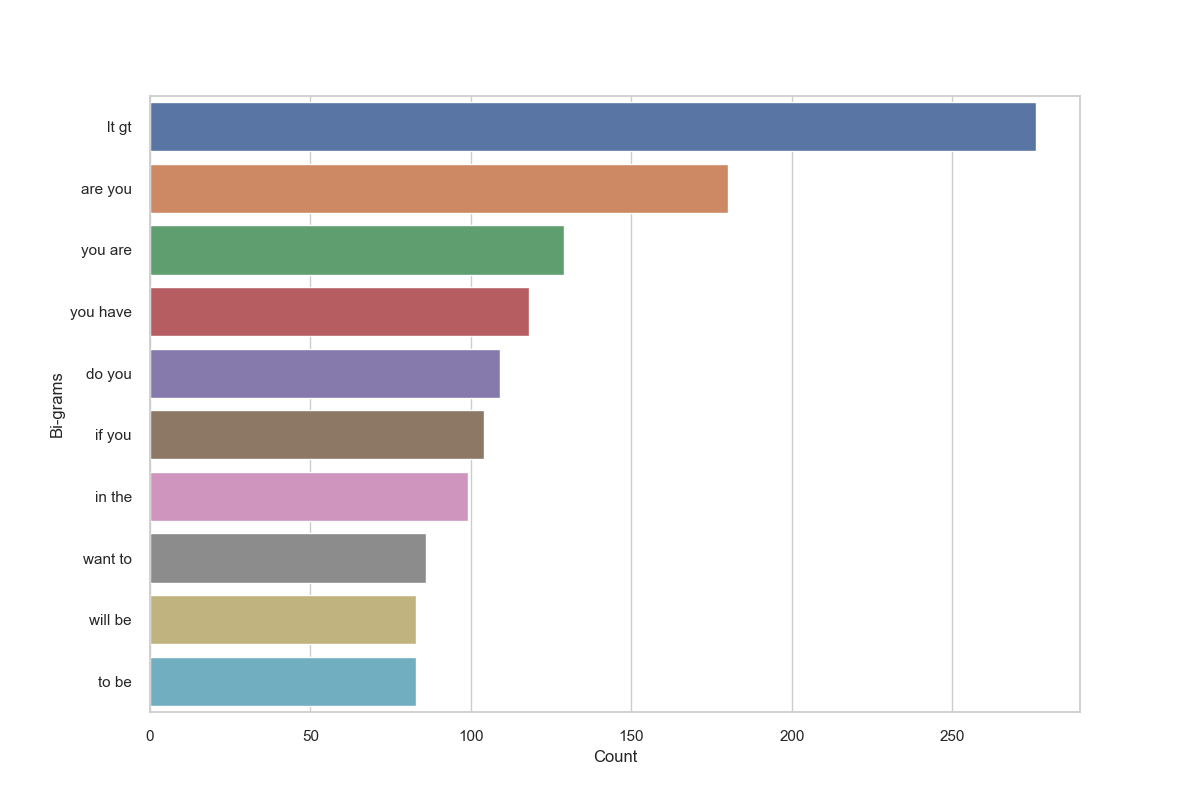 lt gt
are you
you are
you have
do you
if you
in the
want to
will be
to be
Bi-grams
0 50 100 150 200 250
Count